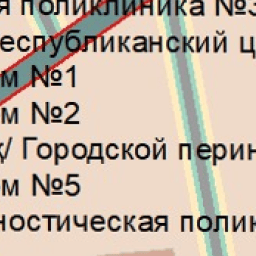 я поликлиника №3
еспубликанский ц
м №1
м №2
/ Городской перин
м №5
ностическая полик